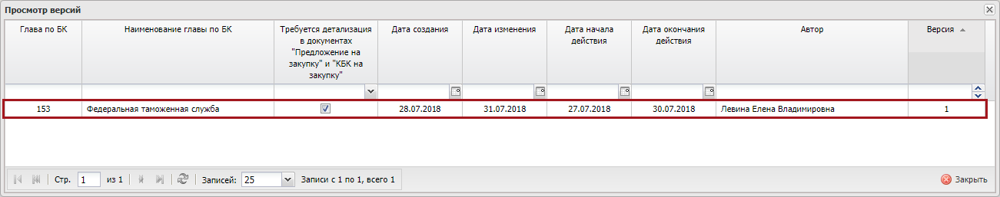 Просмотр версий
Глава по БК
Наименование главы по БК
Требуется детализация
в документах
"Предложение на
закупку" и "КБК на
закупку"
Дата создания
Дата изменения
Дата начала
действия
Дата окончания
действия
Автор
Версия
153 Федеральная таможенная служба 28.07.2018 31.07.2018 27.07.2018 30.07.2018 Левина Елена Владимировна 1
Стр. 1 из 1 Записей: 25 Записи с 1 по 1, всего 1 Закрыть